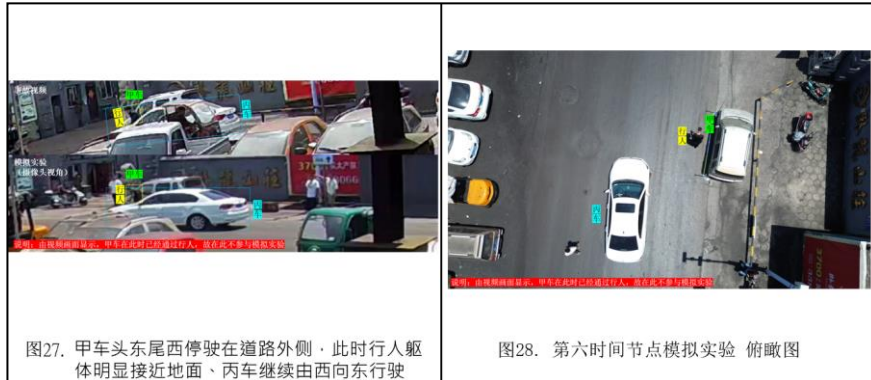 事发视频
甲车
丙车
行人
模拟实验
(摄像头视角)
甲车
行人
丙车
说明：由视频画面显示，甲车在此时已经通过行人，故在此不参与模拟实验
行人
甲车
丙车
说明：由视频画面显示，甲车在此时已经通过行人，故在此不参与模拟实验
图27. 甲车头东尾西停驶在道路外侧，此时行人躯
体明显接近地面、丙车继续由西向东行驶
图28. 第六时间节点模拟实验 俯瞰图